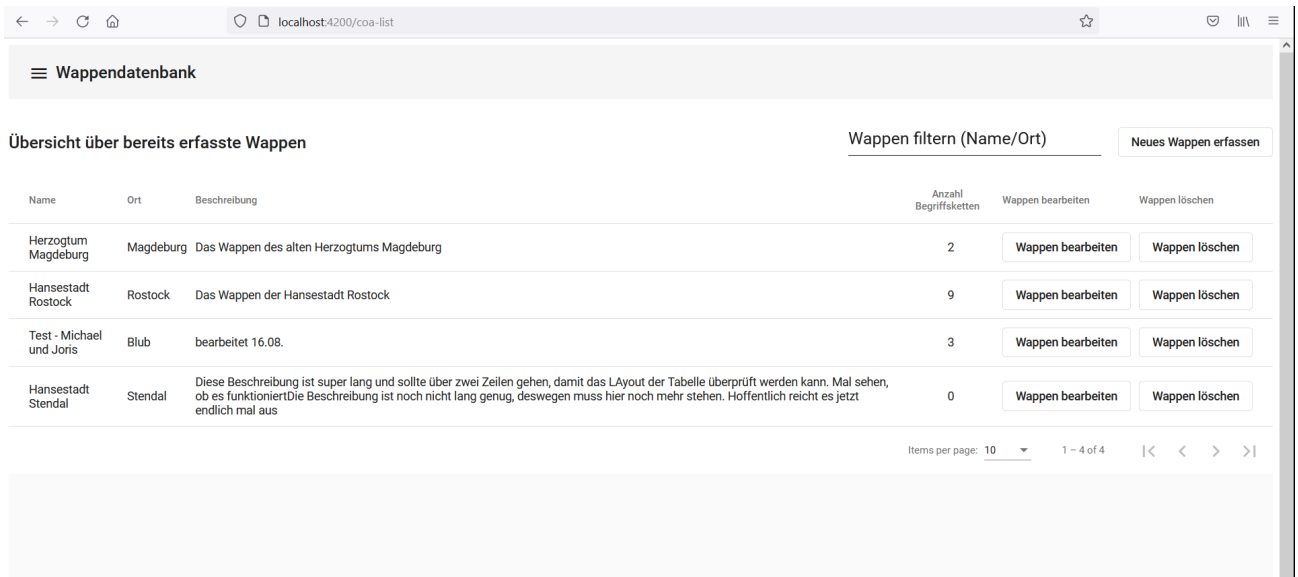 localhost:4200/coa-list
Wappendatenbank
Übersicht über bereits erfasste Wappen
Wappen filtern (Name/Ort)
Neues Wappen erfassen
Name Ort Beschreibung Anzahl Begriffsketten Wappen bearbeiten Wappen löschen
Herzogtum
Magdeburg
Magdeburg Das Wappen des alten Herzogtums Magdeburg 2 Wappen bearbeiten Wappen löschen
Hansestadt
Rostock
Rostock Das Wappen der Hansestadt Rostock 9 Wappen bearbeiten Wappen löschen
Test - Michael
und Joris
Blub bearbeitet 16.08. 3 Wappen bearbeiten Wappen löschen
Hansestadt
Stendal
Stendal
Diese Beschreibung ist super lang und sollte über zwei Zeilen gehen, damit das LAyout der Tabelle überprüft werden kann. Mal sehen,
ob es funktioniertDie Beschreibung ist noch nicht lang genug, deswegen muss hier noch mehr stehen. Hoffentlich reicht es jetzt
endlich mal aus
0 Wappen bearbeiten Wappen löschen
Items per page: 10 1 – 4 of 4